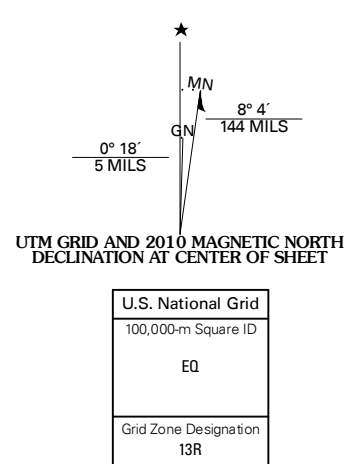 MN
8° 4´
144 MILS
GN
0° 18´
5 MILS
UTM GRID AND 2010 MAGNETIC NORTH
DECLINATION AT CENTER OF SHEET
U.S. National Grid
100,000-m Square ID
EQ
Grid Zone Designation
13R